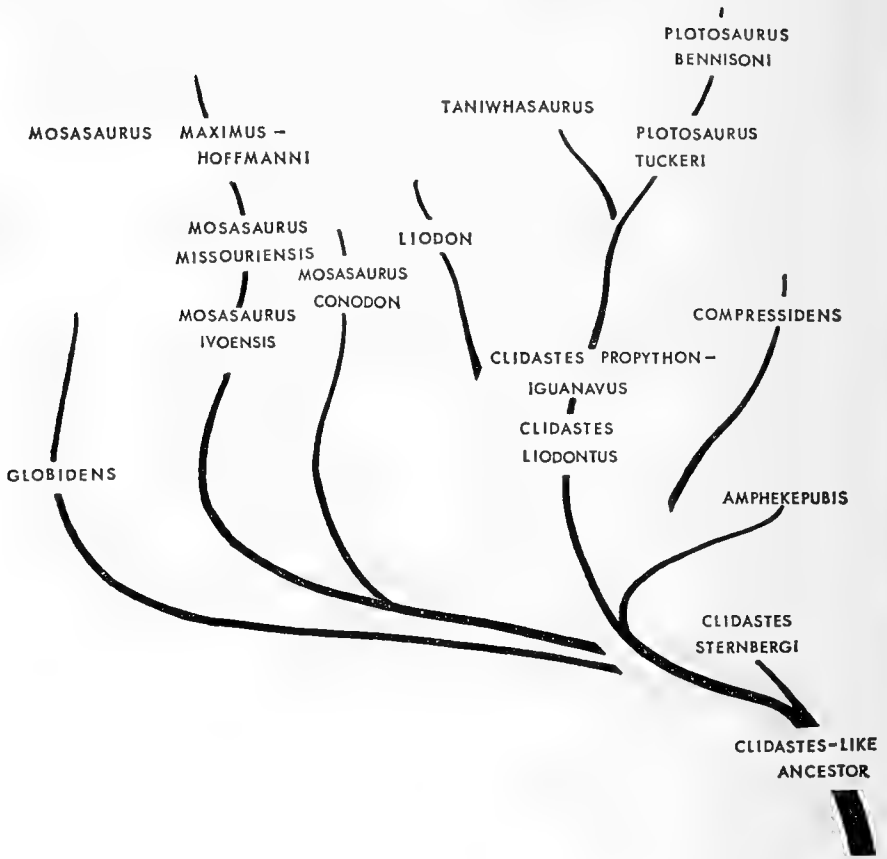 PLOTOSAURUS
BENNISONI
TANIWHASAURUS
PLOTOSAURUS
TUCKERI
MOSASAURUS MAXIMUS –
HOFFMANNI
MOSASAURUS
MISSOURIENSIS
LIODON
MOSASAURUS
CONODON
MOSASAURUS
IVOENSIS
COMPRESSIDENS
CLIDASTES PROPYTHON –
IGUANAVUS
CLIDASTES
LIODONTUS
GLOBIDENS
AMPHEKEPUBIS
CLIDASTES
STERNBERGI
CLIDASTES-LIKE
ANCESTOR